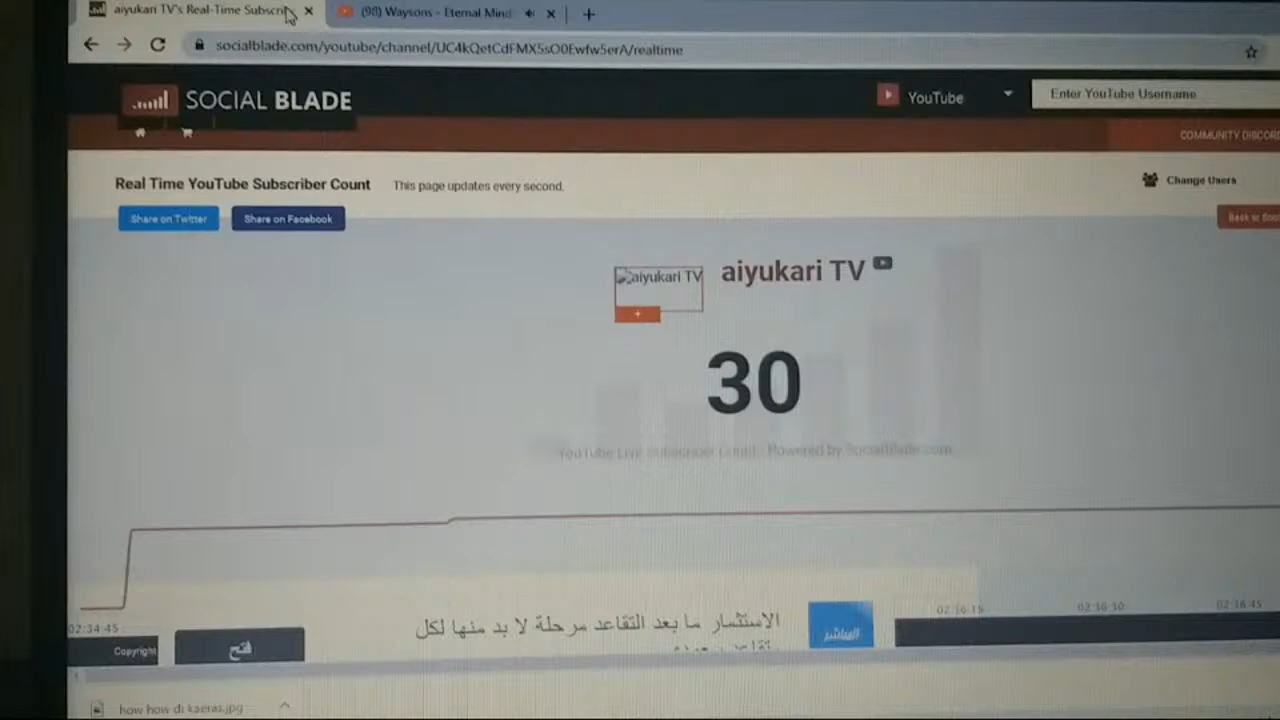 aiyukari TV's Real-Time Subscri
(98) Waysons - Eternal Mind
socialblade.com/youtube/channel/UC4kQetCdFMX5sO0Ewfw5erA/realtime
SOCIAL BLADE
YouTube
Enter YouTube Username
COMMUNITY DISCORD
Real Time YouTube Subscriber Count
This page updates every second.
Change Users
Share on Twitter
Share on Facebook
aiyukari TV
aiyukari TV
30
YouTube Live Subscriber Count - Powered by SocialBlade.com
02:34:45
02:36:15
02:36:30
02:36:45
الاستثمار ما بعد التقاعد مرحلة لا بد منها لكل
المباشر
فتح
Copyright
how how di kaeras.jpg